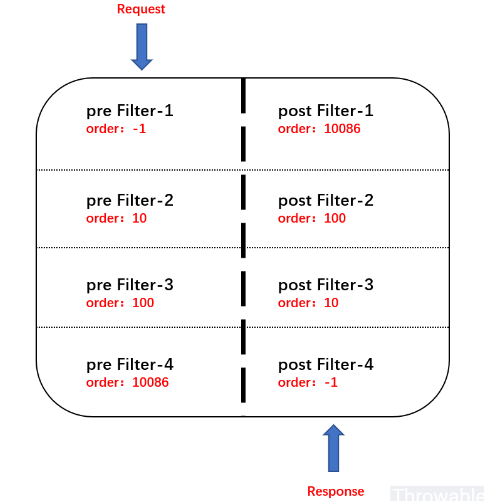 Request
pre Filter-1
order：-1
post Filter-1
order：10086
pre Filter-2
order：10
post Filter-2
order：100
pre Filter-3
order：100
post Filter-3
order：10
pre Filter-4
order：10086
post Filter-4
order：-1
Response
Throwable